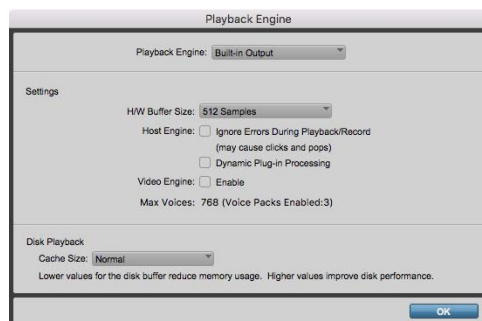 Playback Engine
Playback Engine: Built-in Output
Settings
H/W Buffer Size: 512 Samples
Host Engine: Ignore Errors During Playback/Record
(may cause clicks and pops)
Dynamic Plug-in Processing
Video Engine: Enable
Max Voices: 768 (Voice Packs Enabled:3)
Disk Playback
Cache Size: Normal
Lower values for the disk buffer reduce memory usage. Higher values improve disk performance.
OK